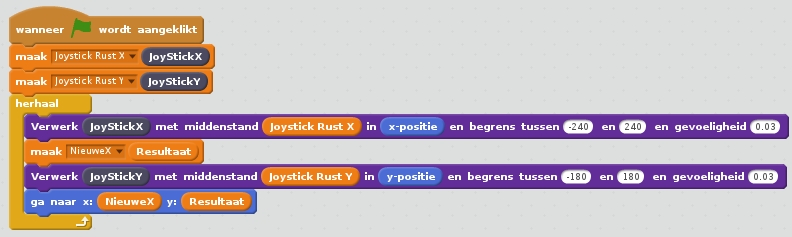 wanneer wordt aangeklikt
maak Joystick Rust X JoyStickX
maak Joystick Rust Y JoyStickY
herhaal
Verwerk JoyStickX met middenstand Joystick Rust X in x-positie en begrens tussen -240 en 240 en gevoeligheid 0.03
maak NieuweX Resultaat
Verwerk JoyStickY met middenstand Joystick Rust Y in y-positie en begrens tussen -180 en 180 en gevoeligheid 0.03
ga naar x: NieuweX y: Resultaat